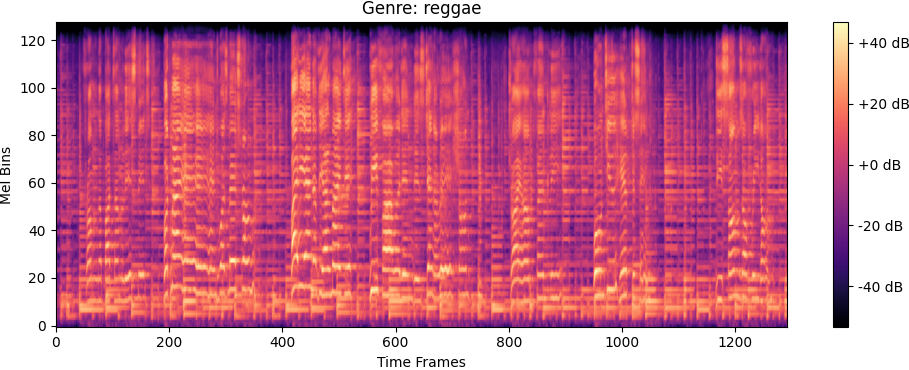 Genre: reggae
120
100
80
60
40
20
0
Mel Bins
0 200 400 600 800 1000 1200
Time Frames
+40 dB
+20 dB
+0 dB
-20 dB
-40 dB